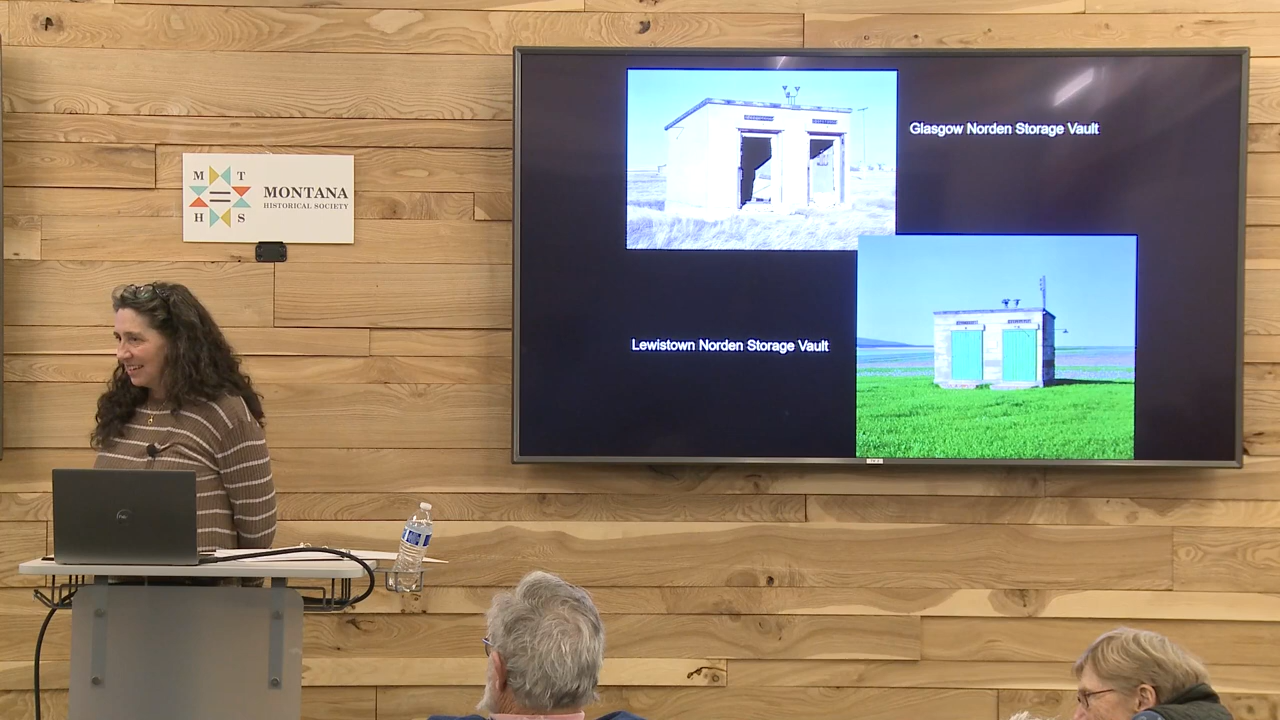 M T
H S
MONTANA
HISTORICAL SOCIETY
Glasgow Norden Storage Vault
Lewistown Norden Storage Vault